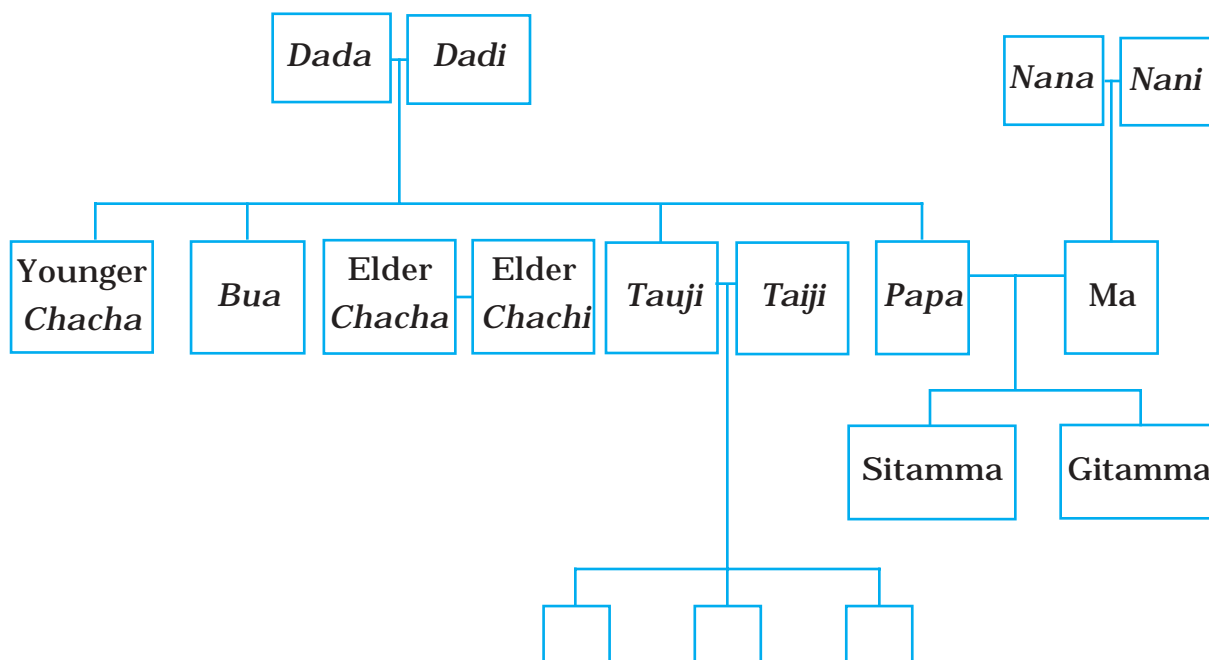 Dada
Dadi
Nana
Nani
Younger
Chacha
Bua
Elder
Chacha
Elder
Chachi
Tauji
Taiji
Papa
Ma
Sitamma
Gitamma